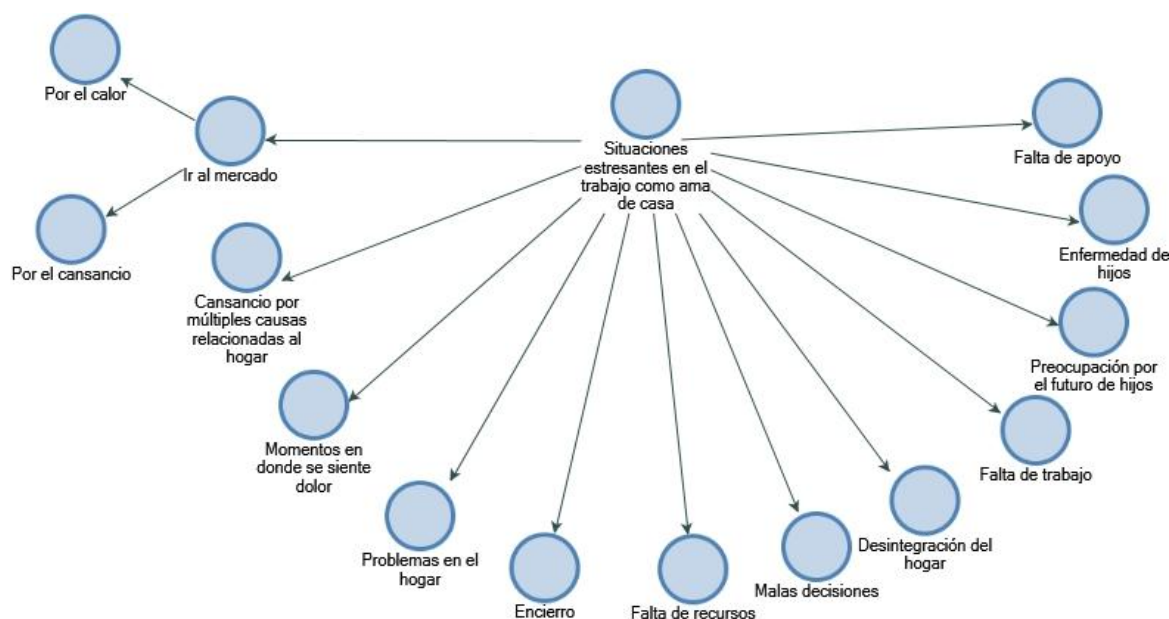 Por el calor
Ir al mercado
Por el cansancio
Situaciones
estresantes en el
trabajo como ama
de casa
Falta de apoyo
Enfermedad de
hijos
Preocupación por
el futuro de hijos
Falta de trabajo
Desintegración del
hogar
Malas decisiones
Falta de recursos
Encierro
Problemas en el
hogar
Momentos en
donde se siente
dolor
Cansancio por
múltiples causas
relacionadas al
hogar